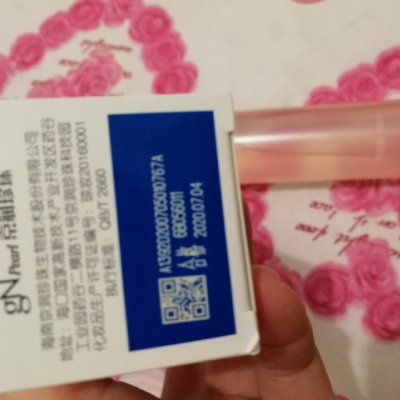 gN Pearl 京润珍珠
海南京润珍珠生物技术股份有限公司
地址：海口国家高新技术产业开发区药谷
工业园药谷二横路11号京润珍珠科技园
化妆品生产许可证编号：琼妆20160001
执行标准：QB/T 2660
A1392000705010767A
68056011
合格 2020.07.04